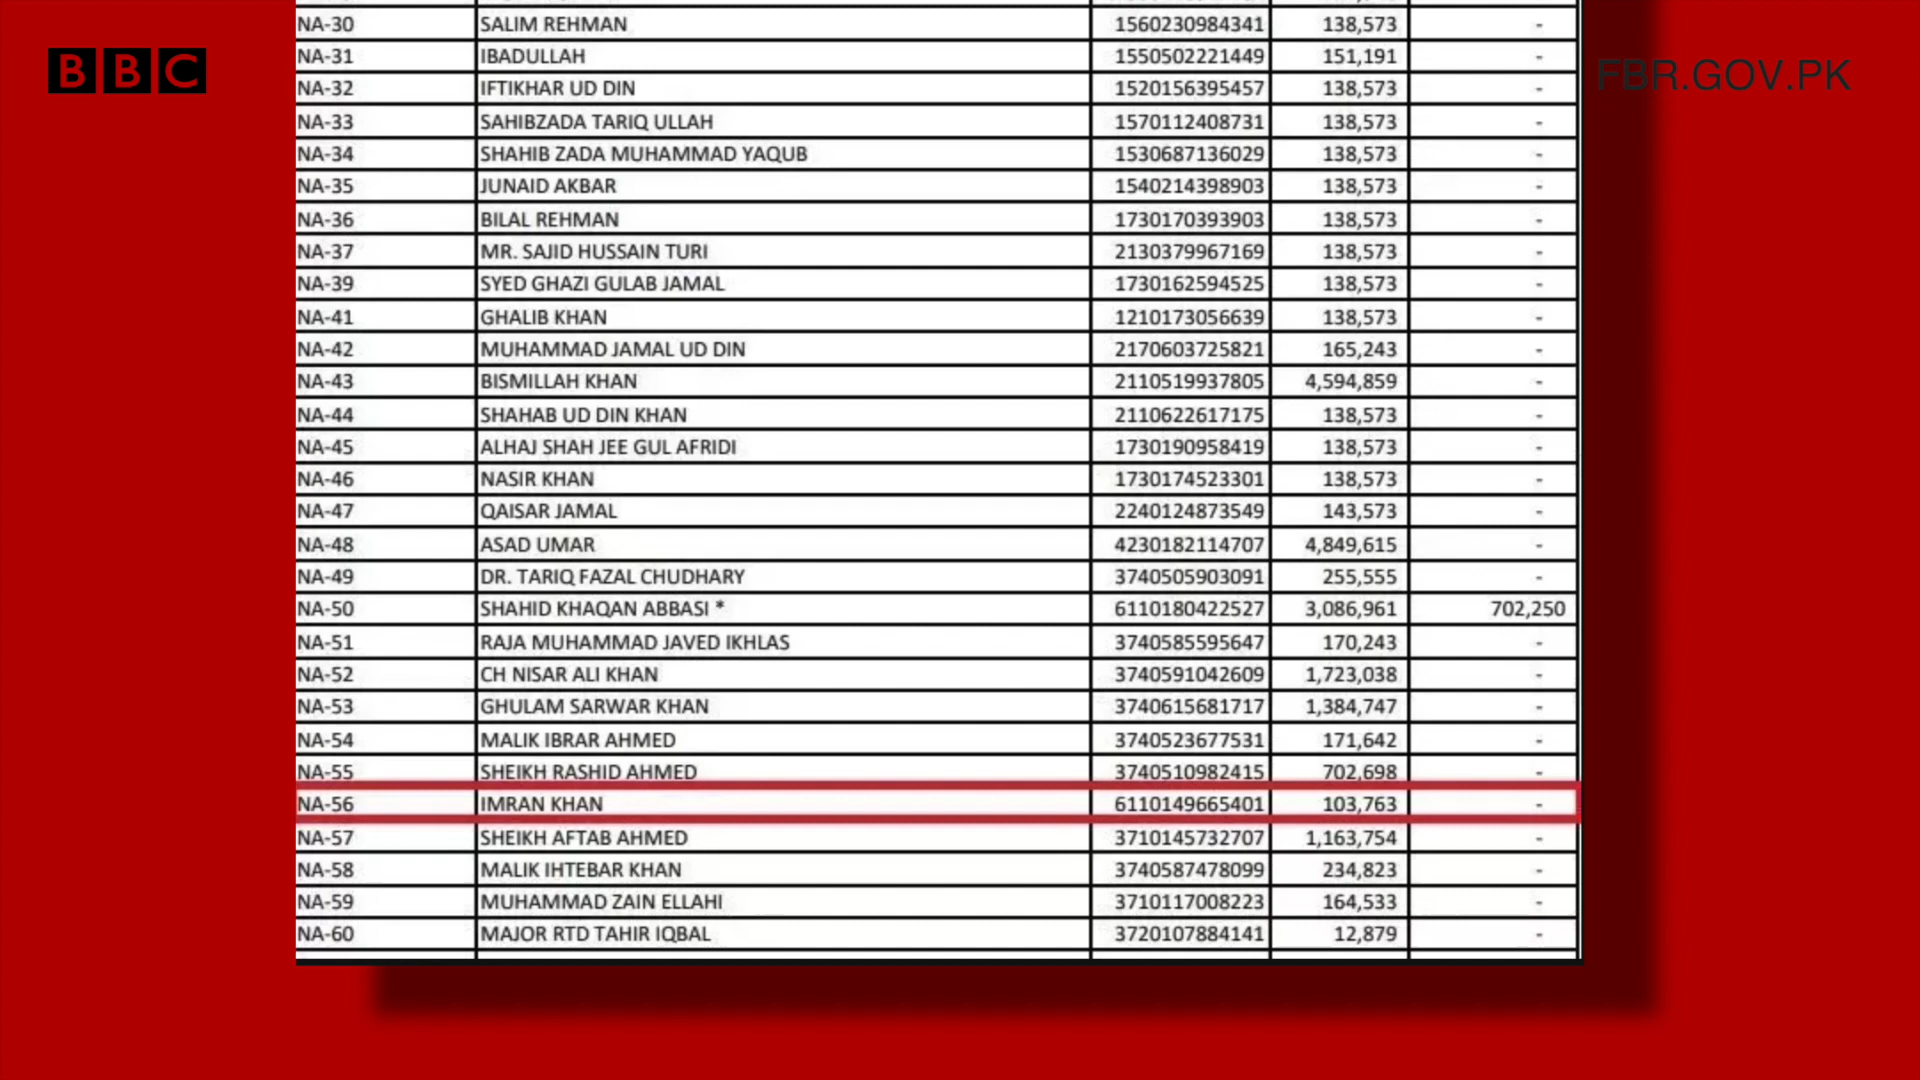 BBC
FBR.GOV.PK
NA-30 SALIM REHMAN 1560230984341 138,573 -
NA-31 IBADULLAH 1550502221449 151,191 -
NA-32 IFTIKHAR UD DIN 1520156395457 138,573 -
NA-33 SAHIBZADA TARIQ ULLAH 1570112408731 138,573 -
NA-34 SHAHIB ZADA MUHAMMAD YAQUB 1530687136029 138,573 -
NA-35 JUNAID AKBAR 1540214398903 138,573 -
NA-36 BILAL REHMAN 1730170393903 138,573 -
NA-37 MR. SAJID HUSSAIN TURI 2130379967169 138,573 -
NA-39 SYED GHAZI GULAB JAMAL 1730162594525 138,573 -
NA-41 GHALIB KHAN 1210173056639 138,573 -
NA-42 MUHAMMAD JAMAL UD DIN 2170603725821 165,243 -
NA-43 BISMILLAH KHAN 2110519937805 4,594,859 -
NA-44 SHAHAB UD DIN KHAN 2110622617175 138,573 -
NA-45 ALHAJ SHAH JEE GUL AFRIDI 1730190958419 138,573 -
NA-46 NASIR KHAN 1730174523301 138,573 -
NA-47 QAISAR JAMAL 2240124873549 143,573 -
NA-48 ASAD UMAR 4230182114707 4,849,615 -
NA-49 DR. TARIQ FAZAL CHUDHARY 3740505903091 255,555 -
NA-50 SHAHID KHAQAN ABBASI * 6110180422527 3,086,961 702,250
NA-51 RAJA MUHAMMAD JAVED IKHLAS 3740585595647 170,243 -
NA-52 CH NISAR ALI KHAN 3740591042609 1,723,038 -
NA-53 GHULAM SARWAR KHAN 3740615681717 1,384,747 -
NA-54 MALIK IBRAR AHMED 3740523677531 171,642 -
NA-55 SHEIKH RASHID AHMED 3740510982415 702,698 -
NA-56 IMRAN KHAN 6110149665401 103,763 -
NA-57 SHEIKH AFTAB AHMED 3710145732707 1,163,754 -
NA-58 MALIK IHTEBAR KHAN 3740587478099 234,823 -
NA-59 MUHAMMAD ZAIN ELLAHI 3710117008223 164,533 -
NA-60 MAJOR RTD TAHIR IQBAL 3720107884141 12,879 -